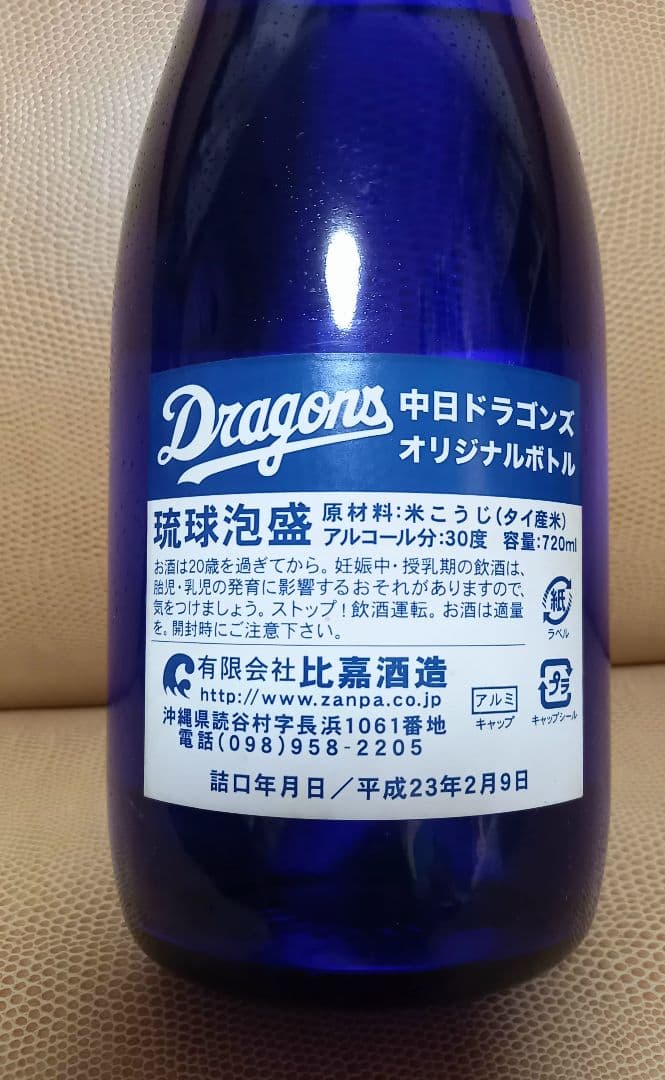 Dragons
中日ドラゴンズ
オリジナルボトル
琉球泡盛
原材料:米こうじ(タイ産米)
アルコール分:30度 容量:720ml
お酒は20歳を過ぎてから。妊娠中・授乳期の飲酒は、
胎児・乳児の発育に影響するおそれがありますので、
気をつけましょう。ストップ!飲酒運転。お酒は適量
を。開封時にご注意下さい。
紙
ラベル
有限会社比嘉酒造
http://www.zanpa.co.jp
沖縄県読谷村字長浜1061番地
電話(098)958-2205
アルミ
キャップ
プラ
キャップシール
詰口年月日/平成23年2月9日